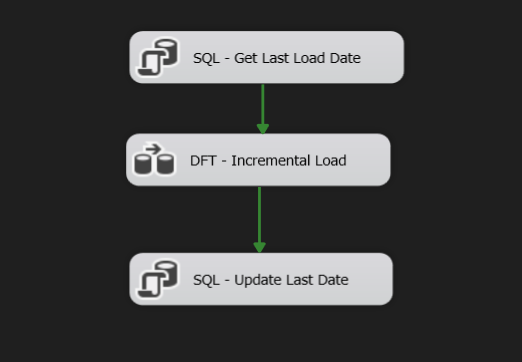 SQL - Get Last Load Date
DFT - Incremental Load
SQL - Update Last Date